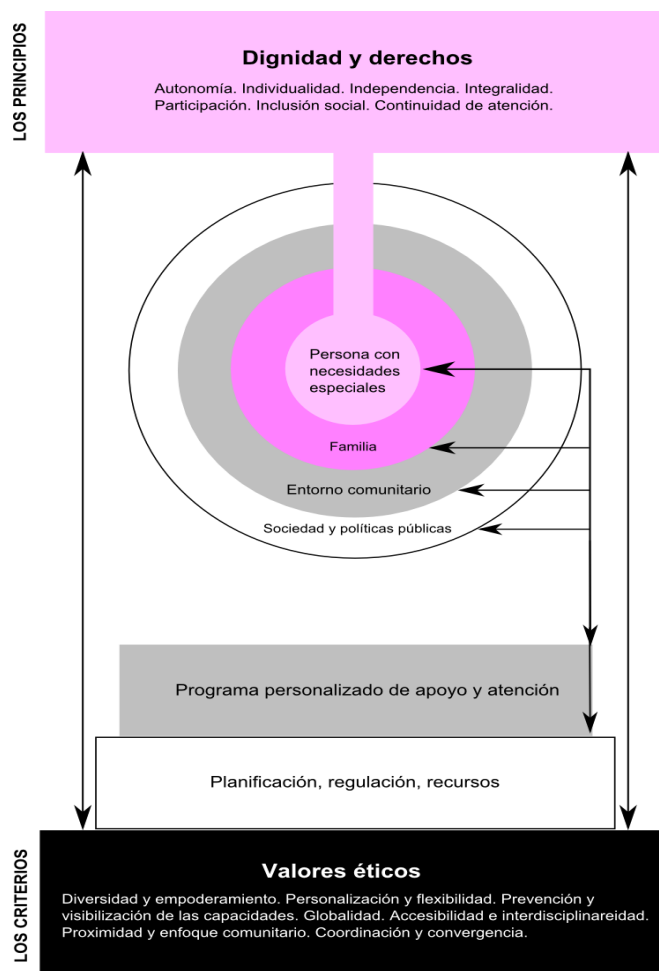 LOS PRINCIPIOS
Dignidad y derechos
Autonomía. Individualidad. Independencia. Integralidad.
Participación. Inclusión social. Continuidad de atención.
Persona con
necesidades
especiales
Familia
Entorno comunitario
Sociedad y políticas públicas
Programa personalizado de apoyo y atención
Planificación, regulación, recursos
LOS CRITERIOS
Valores éticos
Diversidad y empoderamiento. Personalización y flexibilidad. Prevención y
visibilización de las capacidades. Globalidad. Accesibilidad e interdisciplinareidad.
Proximidad y enfoque comunitario. Coordinación y convergencia.